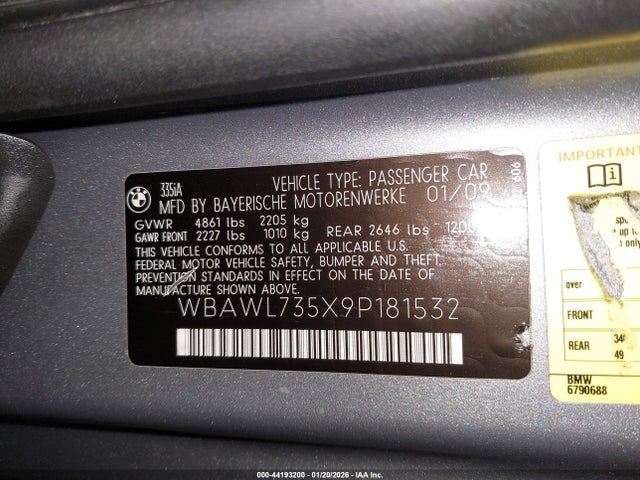 BMW
335iA
VEHICLE TYPE: PASSENGER CAR
MFD BY BAYERISCHE MOTORENWERKE 01/09
GVWR 4861 lbs 2205 kg
GAWR FRONT 2227 lbs 1010 kg REAR 2646 lbs
THIS VEHICLE CONFORMS TO ALL APPLICABLE U.S.
FEDERAL MOTOR VEHICLE SAFETY, BUMPER AND THEFT
PREVENTION STANDARDS IN EFFECT ON THE DATE OF
MANUFACTURE SHOWN ABOVE.
WBAWL735X9P181532
IMPORTANT
over
FRONT
REAR
BMW
6790688
000-44193200 - 01/20/2026 - IAA Inc.